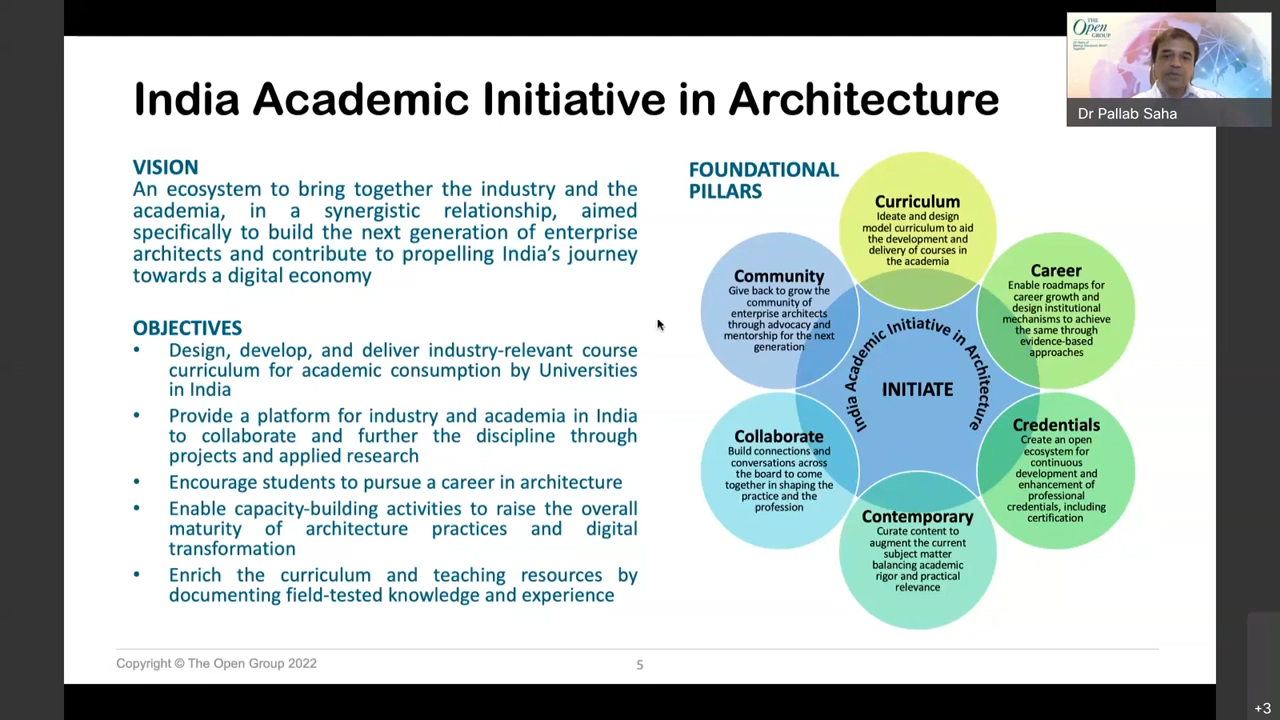 India Academic Initiative in Architecture
THE
Open
GROUP
Dr Pallab Saha
VISION
An ecosystem to bring together the industry and the
academia, in a synergistic relationship, aimed
specifically to build the next generation of enterprise
architects and contribute to propelling India's journey
towards a digital economy
OBJECTIVES
• Design, develop, and deliver industry-relevant course
curriculum for academic consumption by Universities
in India
• Provide a platform for industry and academia in India
to collaborate and further the discipline through
projects and applied research
• Encourage students to pursue a career in architecture
• Enable capacity-building activities to raise the overall
maturity of architecture practices and digital
transformation
• Enrich the curriculum and teaching resources by
documenting field-tested knowledge and experience
FOUNDATIONAL
PILLARS
Curriculum
Ideate and design
model curriculum to aid
the development and
delivery of courses in
the academia
Career
Enable roadmaps for
career growth and
design institutional
mechanisms to achieve
the same through
evidence-based
approaches
Credentials
Create an open
ecosystem for
continuous
development and
enhancement of
professional
credentials, including
certification
Contemporary
Curate content to
augment the current
subject matter
balancing academic
rigor and practical
relevance
Collaborate
Build connections and
conversations across
the board to come
together in shaping the
practice and the
profession
Community
Give back to grow the
community of
enterprise architects
through advocacy and
mentorship for the next
generation
India Academic Initiative in Architecture
INITIATE
Copyright © The Open Group 2022
5
+3